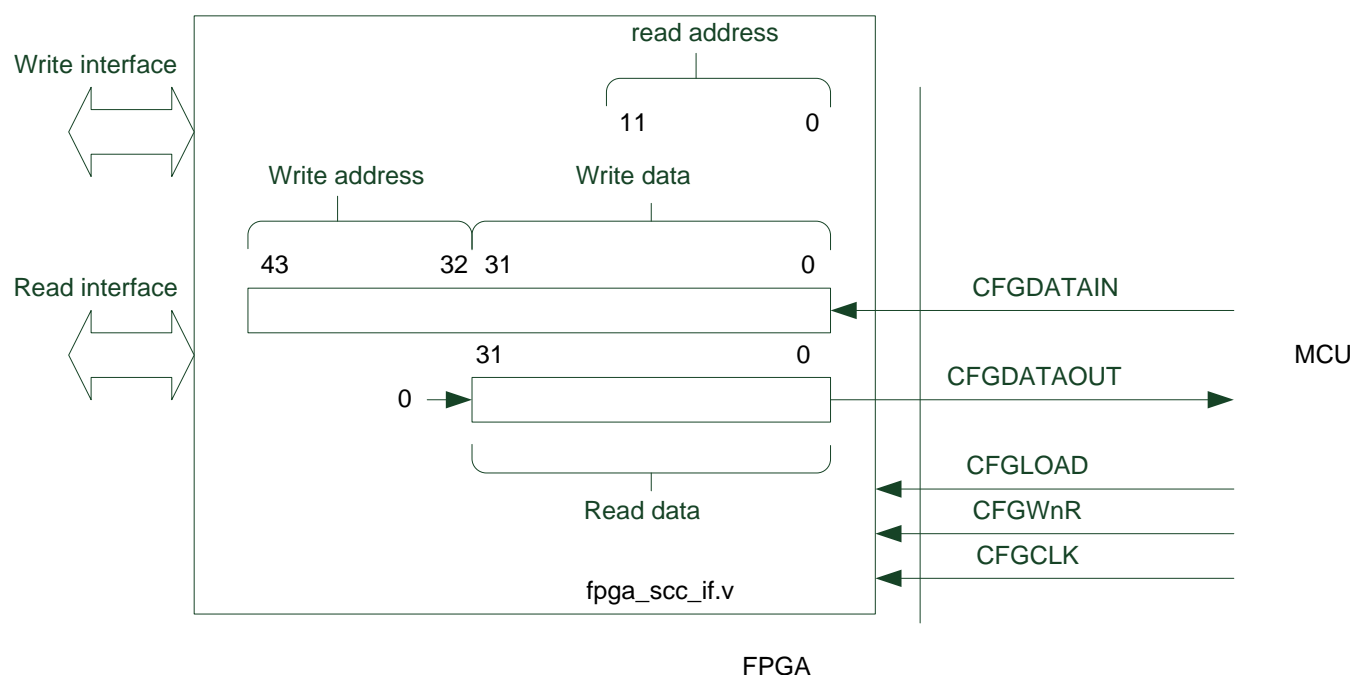 read address
Write interface
11 0
Write address Write data
43 32 31 0
Read interface
CFGDATAIN
31 0
MCU
CFGDATAOUT
0
CFGLOAD
Read data
CFGWnR
CFGCLK
fpga_scc_if.v
FPGA